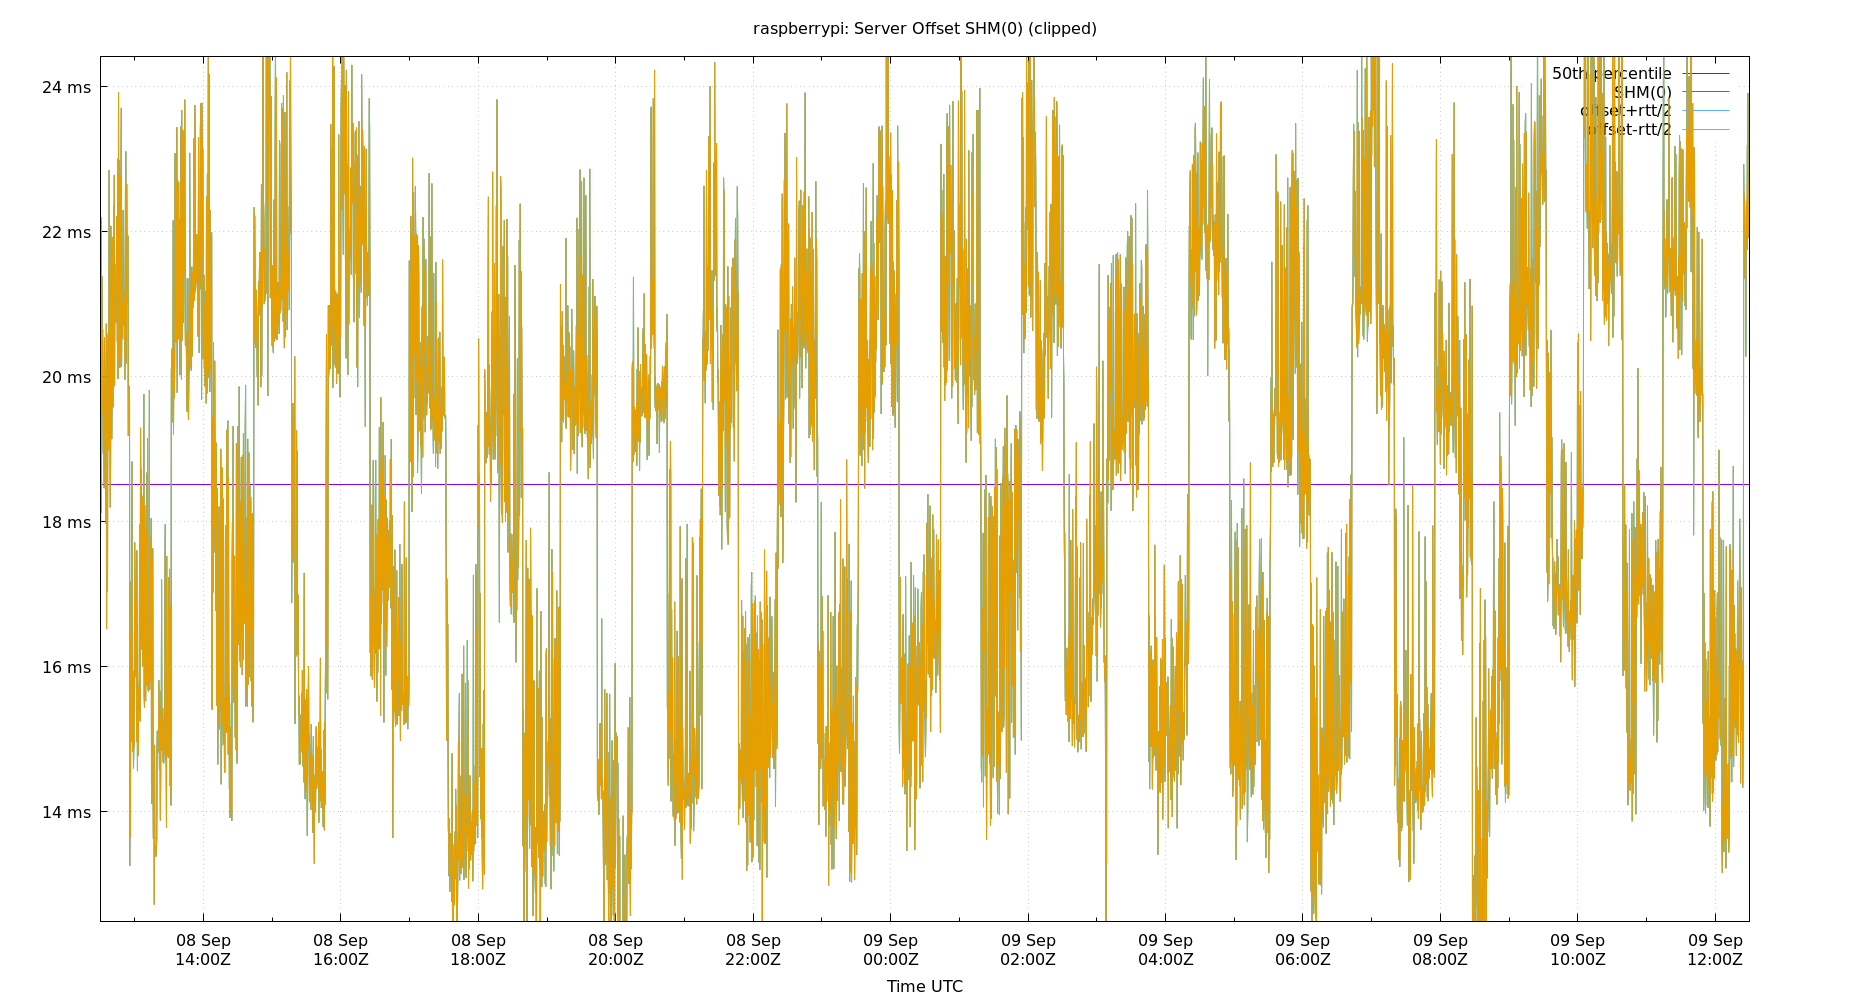 raspberrypi: Server Offset SHM(0) (clipped)
24 ms
22 ms
20 ms
18 ms
16 ms
14 ms
50th percentile
SHM(0)
offset+rtt/2
offset-rtt/2
08 Sep 08 Sep 08 Sep 08 Sep 08 Sep 09 Sep 09 Sep 09 Sep 09 Sep 09 Sep 09 Sep 09 Sep
14:00Z 16:00Z 18:00Z 20:00Z 22:00Z 00:00Z 02:00Z 04:00Z 06:00Z 08:00Z 10:00Z 12:00Z
Time UTC